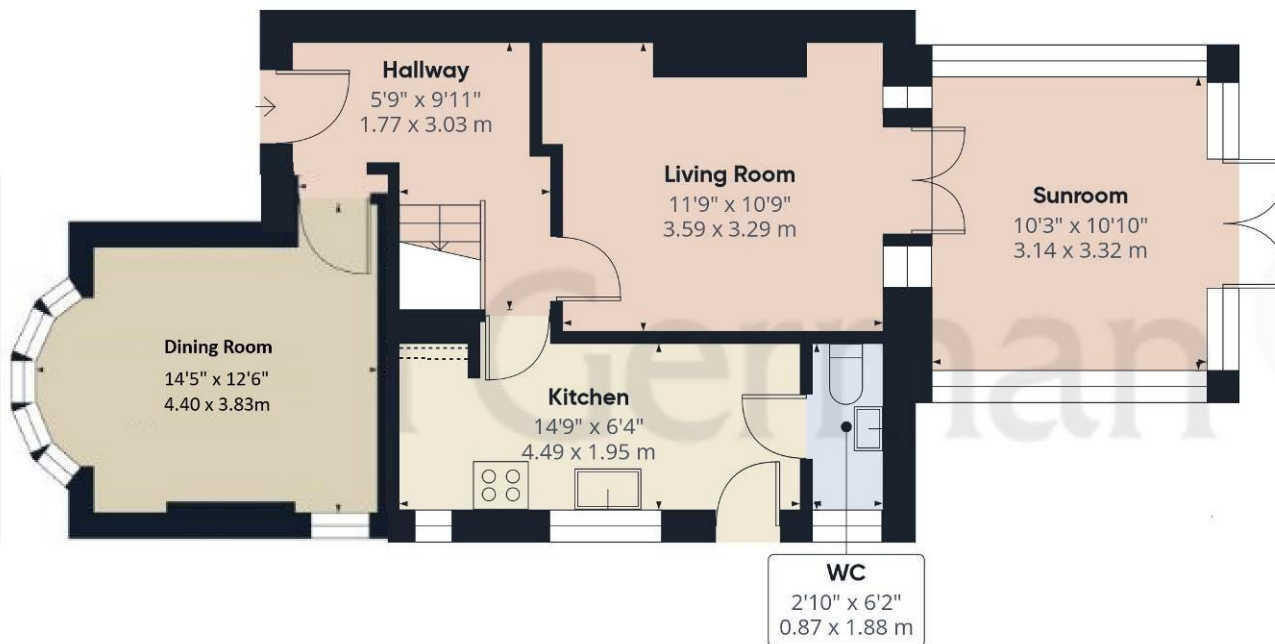 Hallway
5'9" x 9'11"
1.77 x 3.03 m
Living Room
11'9" x 10'9"
3.59 x 3.29 m
Sunroom
10'3" x 10'10"
3.14 x 3.32 m
Dining Room
14'5" x 12'6"
4.40 x 3.83m
Kitchen
14'9" x 6'4"
4.49 x 1.95 m
WC
2'10" x 6'2"
0.87 x 1.88 m
German